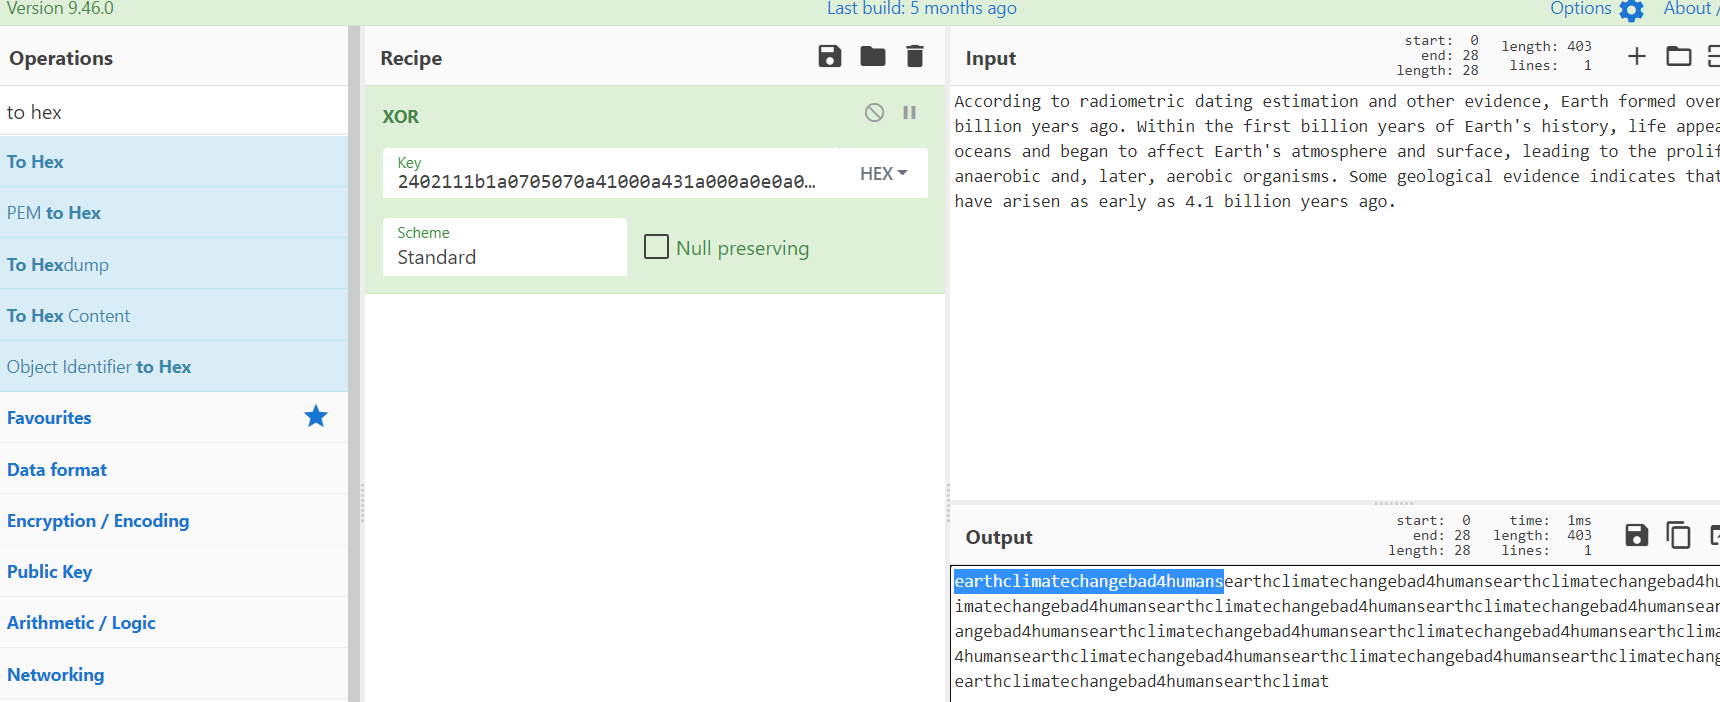 Version 9.46.0
Last build: 5 months ago
Options
About /
Operations
to hex
To Hex
PEM to Hex
To Hexdump
To Hex Content
Object Identifier to Hex
Favourites
Data format
Encryption / Encoding
Public Key
Arithmetic / Logic
Networking
Recipe
XOR
Key
2402111b1a0705070a41000a431a000a0e0a0…
HEX
Scheme
Standard
Null preserving
Input
start: 0
end: 28
length: 28
length: 403
lines: 1
According to radiometric dating estimation and other evidence, Earth formed over
billion years ago. Within the first billion years of Earth's history, life appea
oceans and began to affect Earth's atmosphere and surface, leading to the prolif
anaerobic and, later, aerobic organisms. Some geological evidence indicates that
have arisen as early as 4.1 billion years ago.
Output
start: 0
end: 28
length: 28
time: 1ms
length: 403
lines: 1
earthclimatechangebad4humansearthclimatechangebad4humansearthclimatechangebad4hu
imatechangebad4humansearthclimatechangebad4humansearthclimatechangebad4humansear
angebad4humansearthclimatechangebad4humansearthclimatechangebad4humansearthclima
4humansearthclimatechangebad4humansearthclimatechangebad4humansearthclimatechang
earthclimatechangebad4humansearthclimat